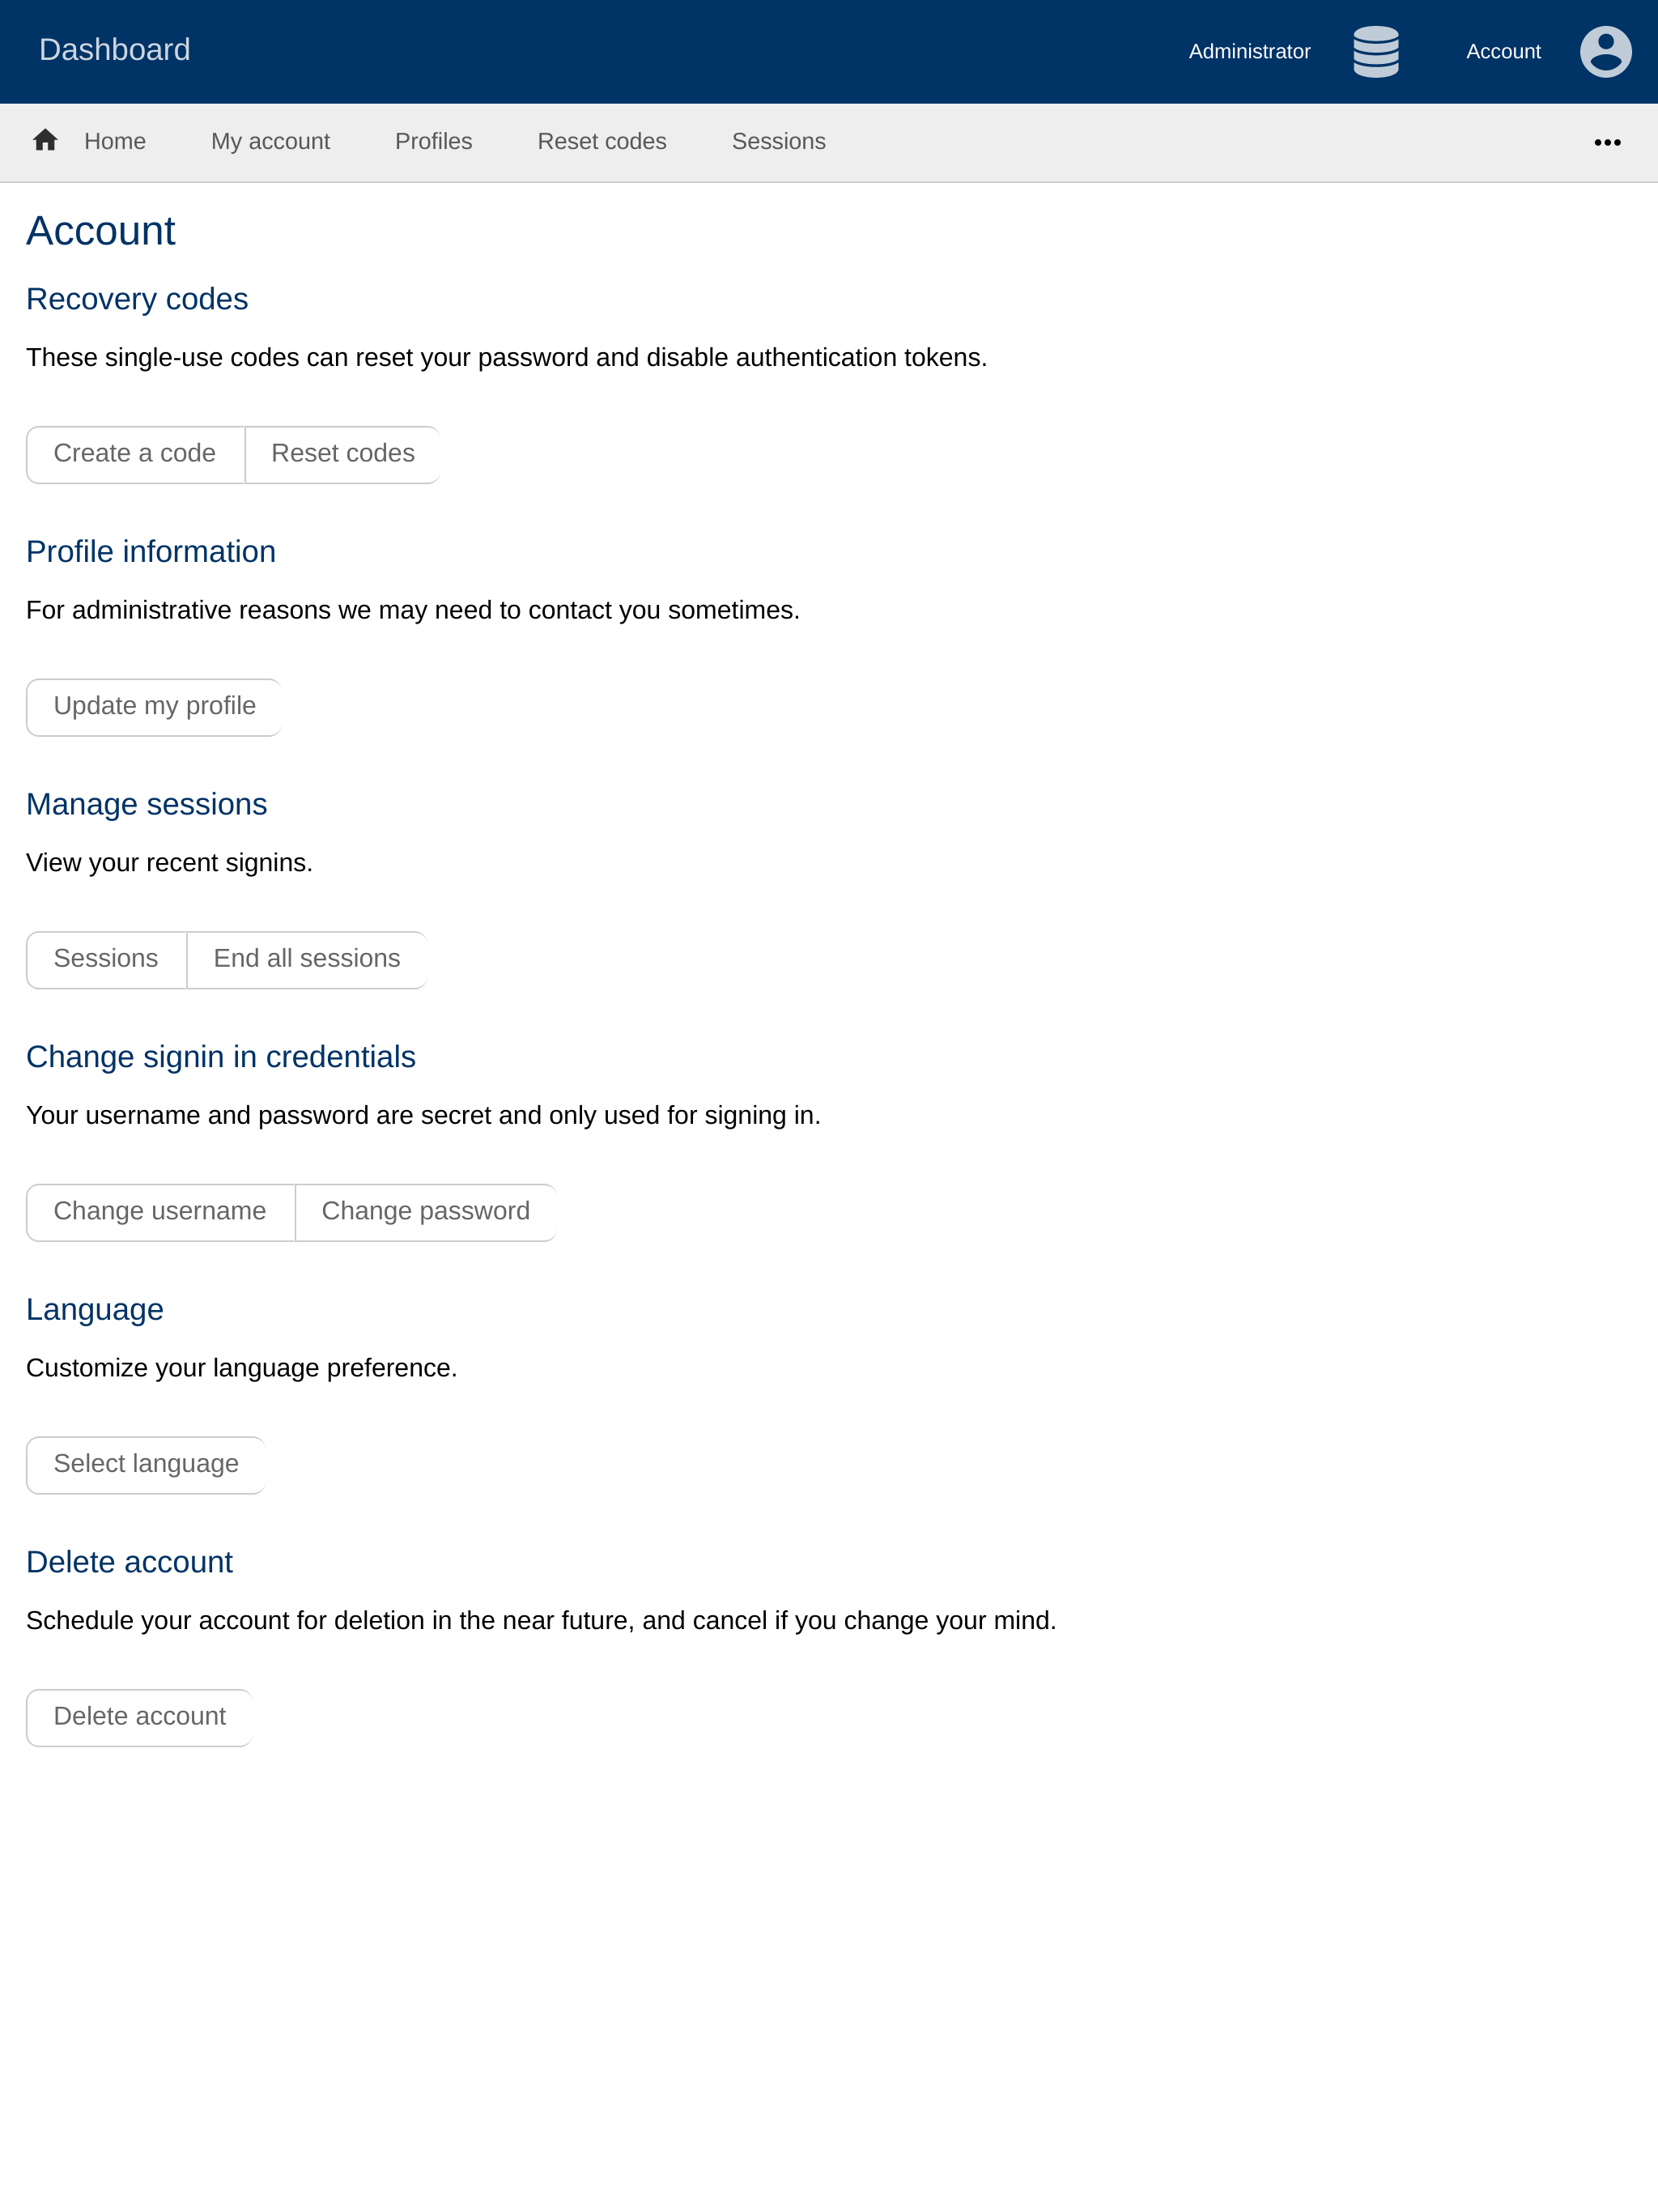 Dashboard
Administrator
Account
Home
My account
Profiles
Reset codes
Sessions
•••
Account
Recovery codes
These single-use codes can reset your password and disable authentication tokens.
Create a code
Reset codes
Profile information
For administrative reasons we may need to contact you sometimes.
Update my profile
Manage sessions
View your recent signins.
Sessions
End all sessions
Change signin in credentials
Your username and password are secret and only used for signing in.
Change username
Change password
Language
Customize your language preference.
Select language
Delete account
Schedule your account for deletion in the near future, and cancel if you change your mind.
Delete account